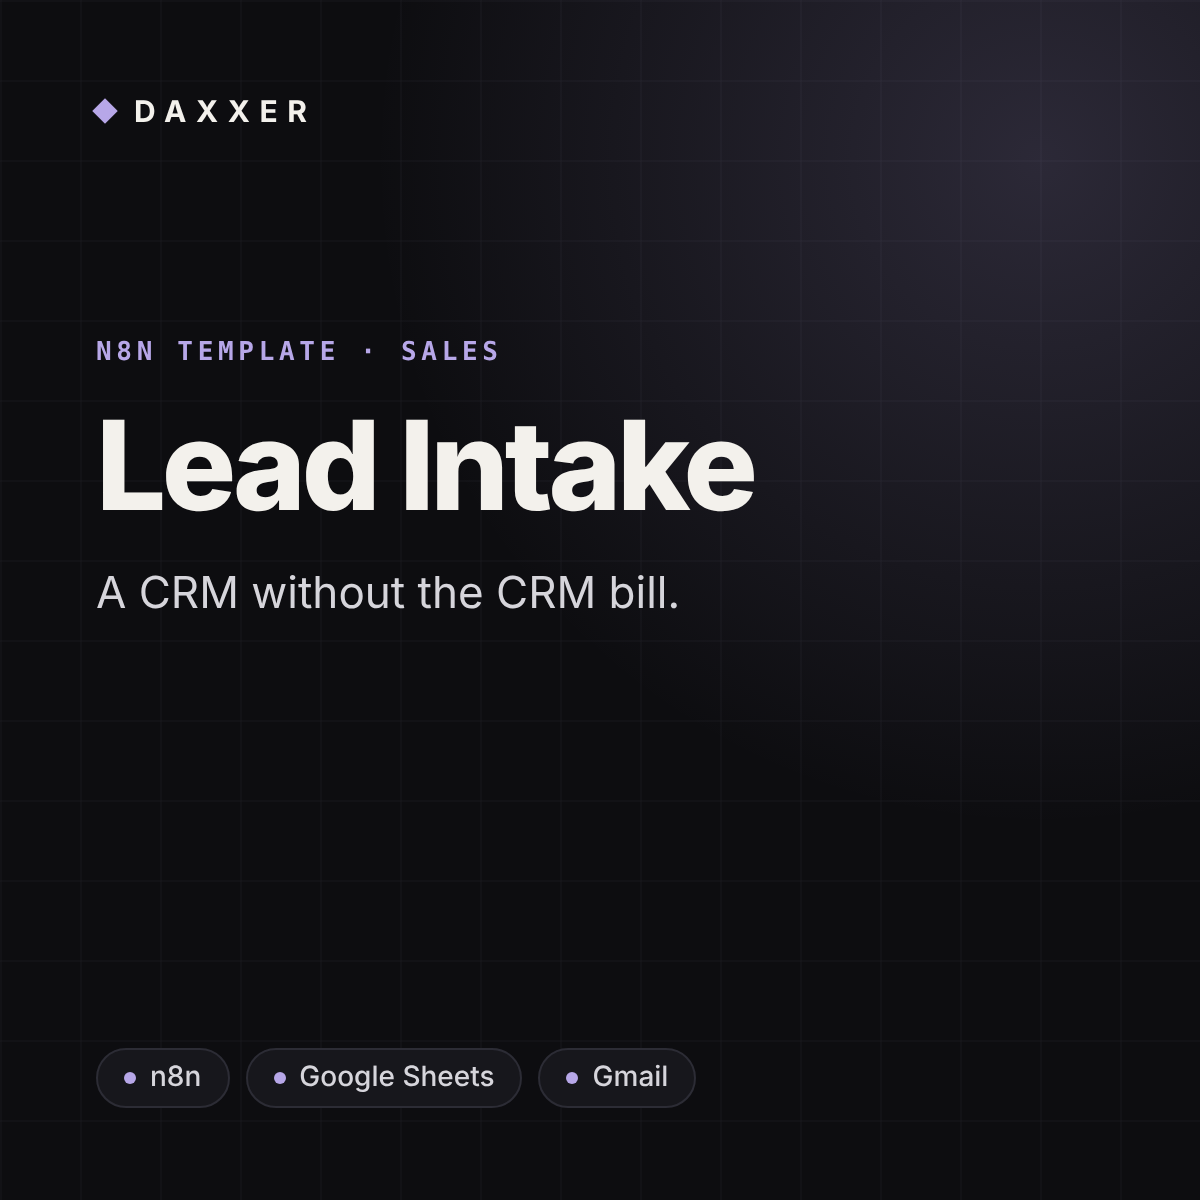 DAXXER
N8N TEMPLATE · SALES
Lead Intake
A CRM without the CRM bill.
n8n
Google Sheets
Gmail